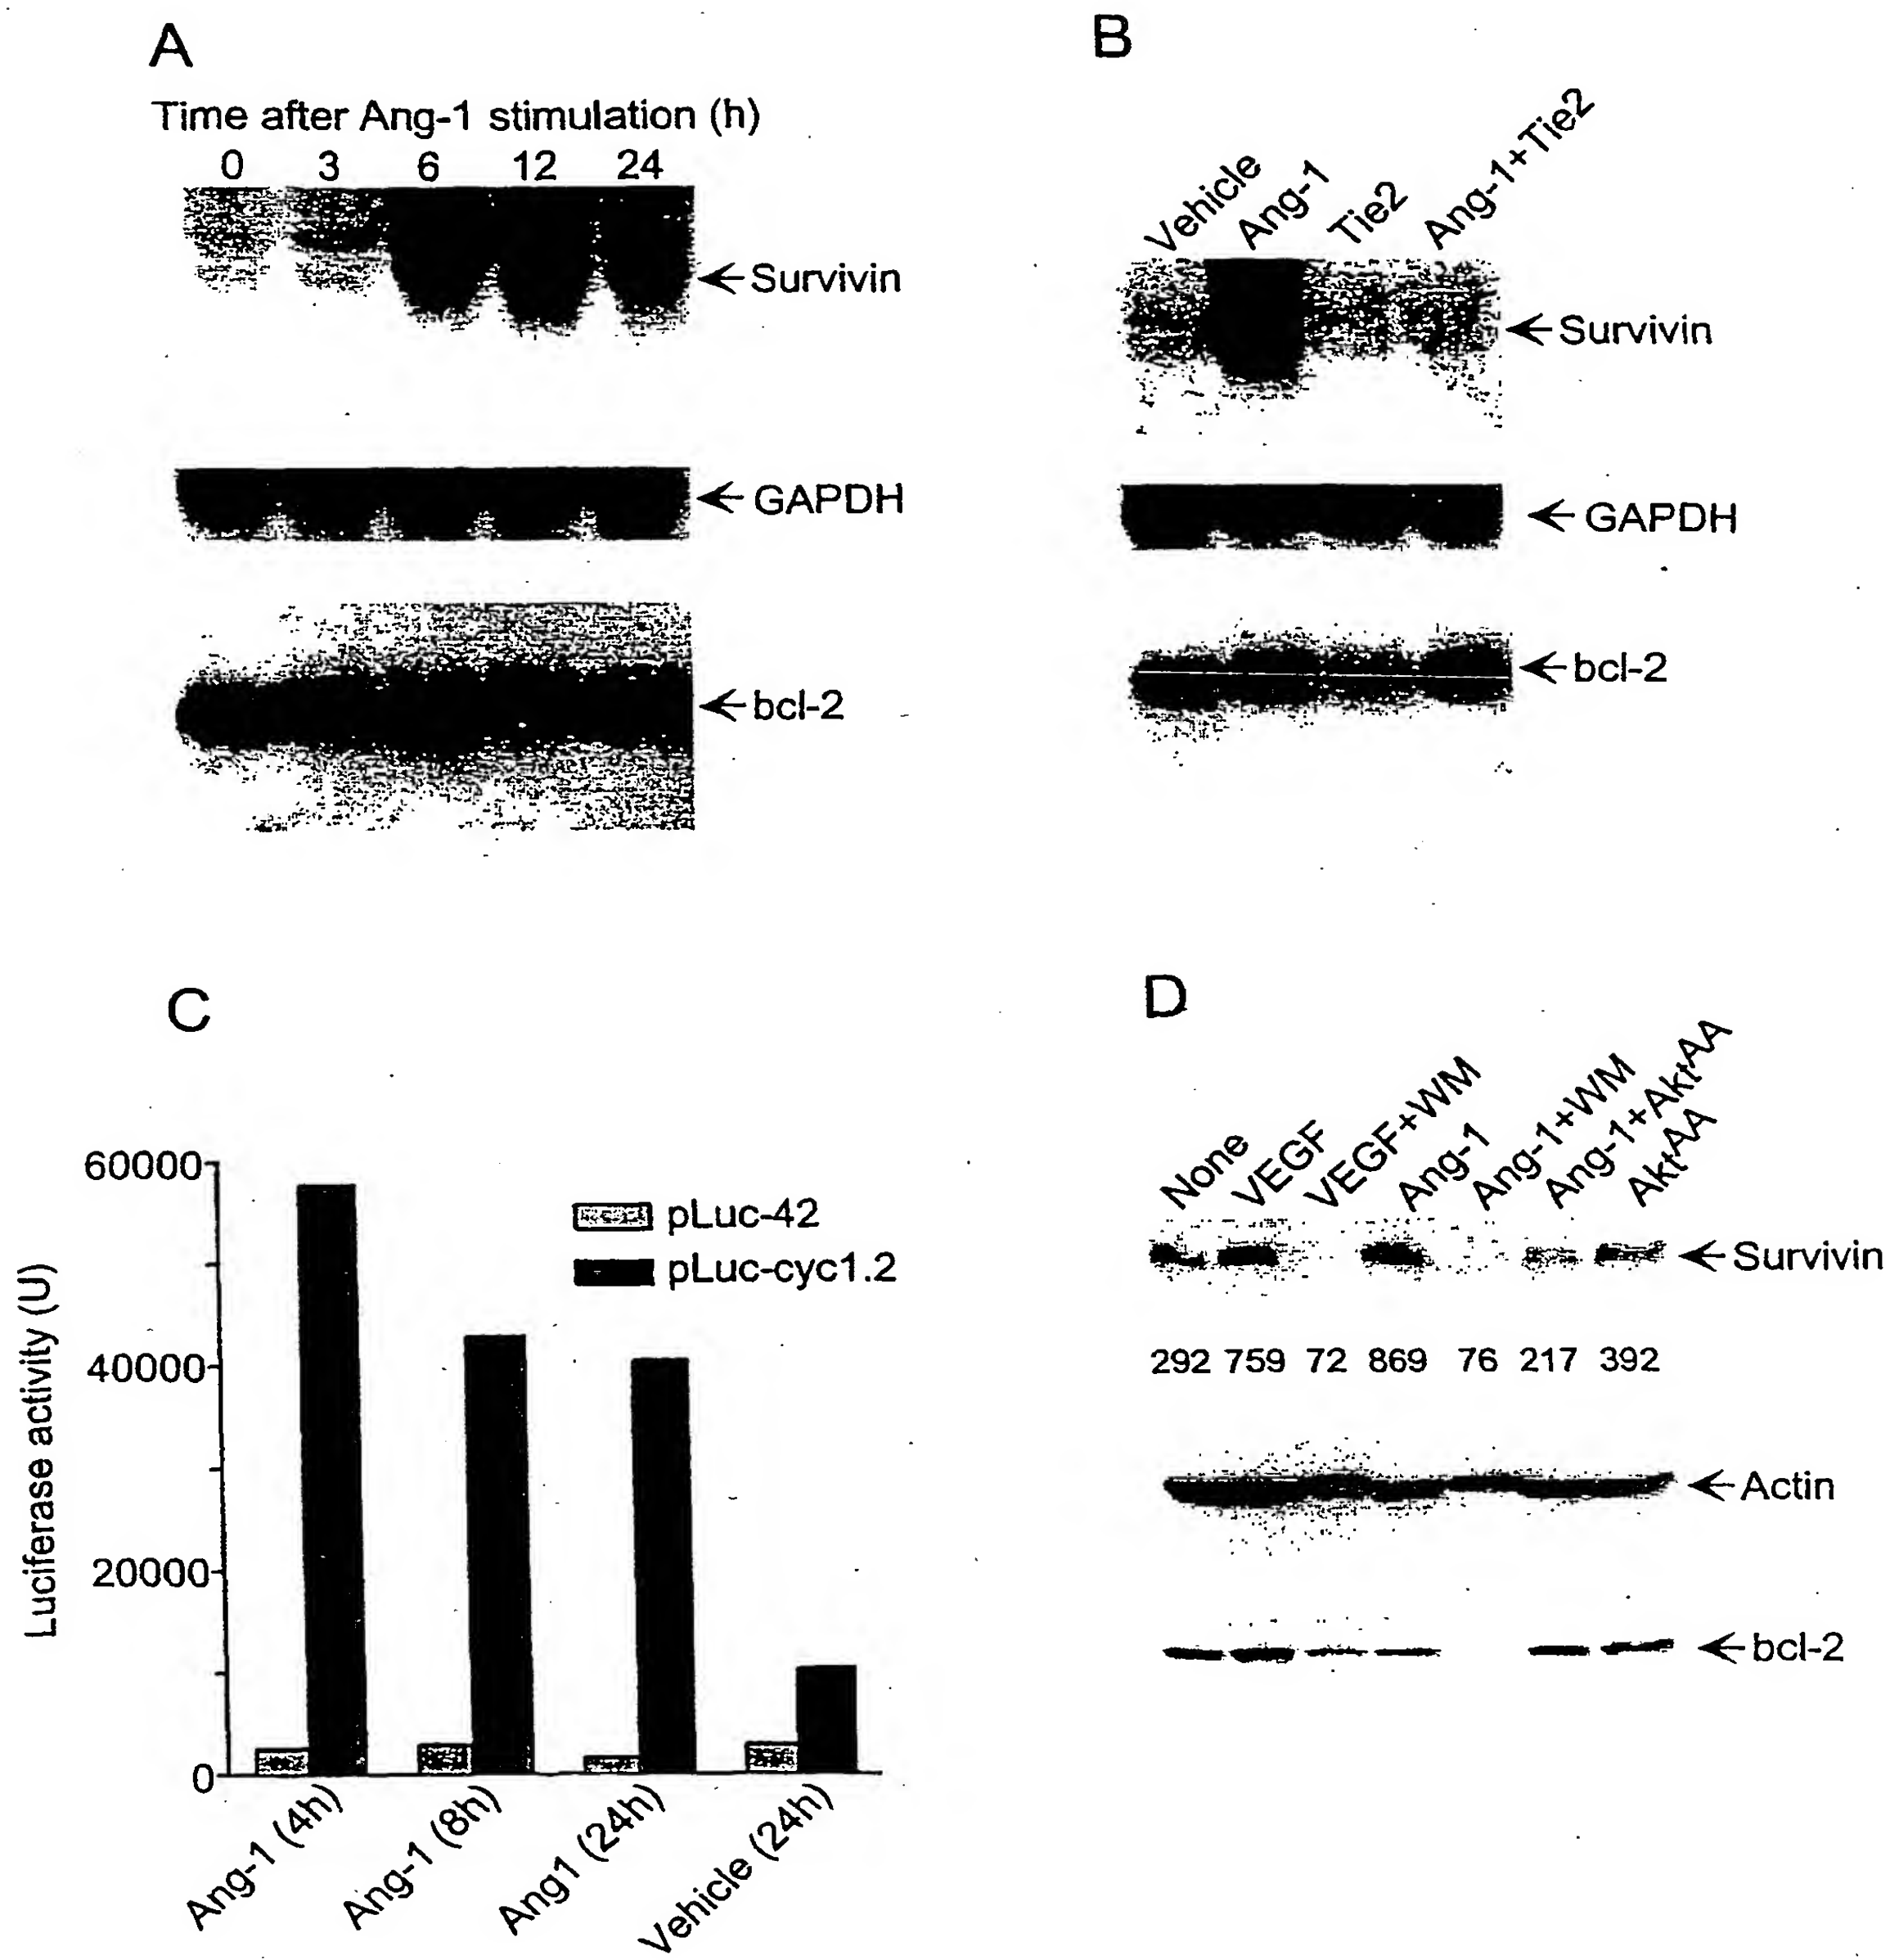 A
Time after Ang-1 stimulation (h)
0 3 6 12 24
Survivin
GAPDH
bcl-2
B
Vehicle
Ang-1
Tie2
Ang-1+Tie2
Survivin
GAPDH
bcl-2
C
Luciferase activity (U)
60000
40000
20000
0
pLuc-42
pLuc-cyc1.2
Ang-1 (4h)
Ang-1 (8h)
Ang1 (24h)
Vehicle (24h)
D
None
VEGF
VEGF+WM
Ang-1
Ang-1+WM
Ang-1+AktAA
AktAA
Survivin
292 759 72 869 76 217 392
Actin
bcl-2